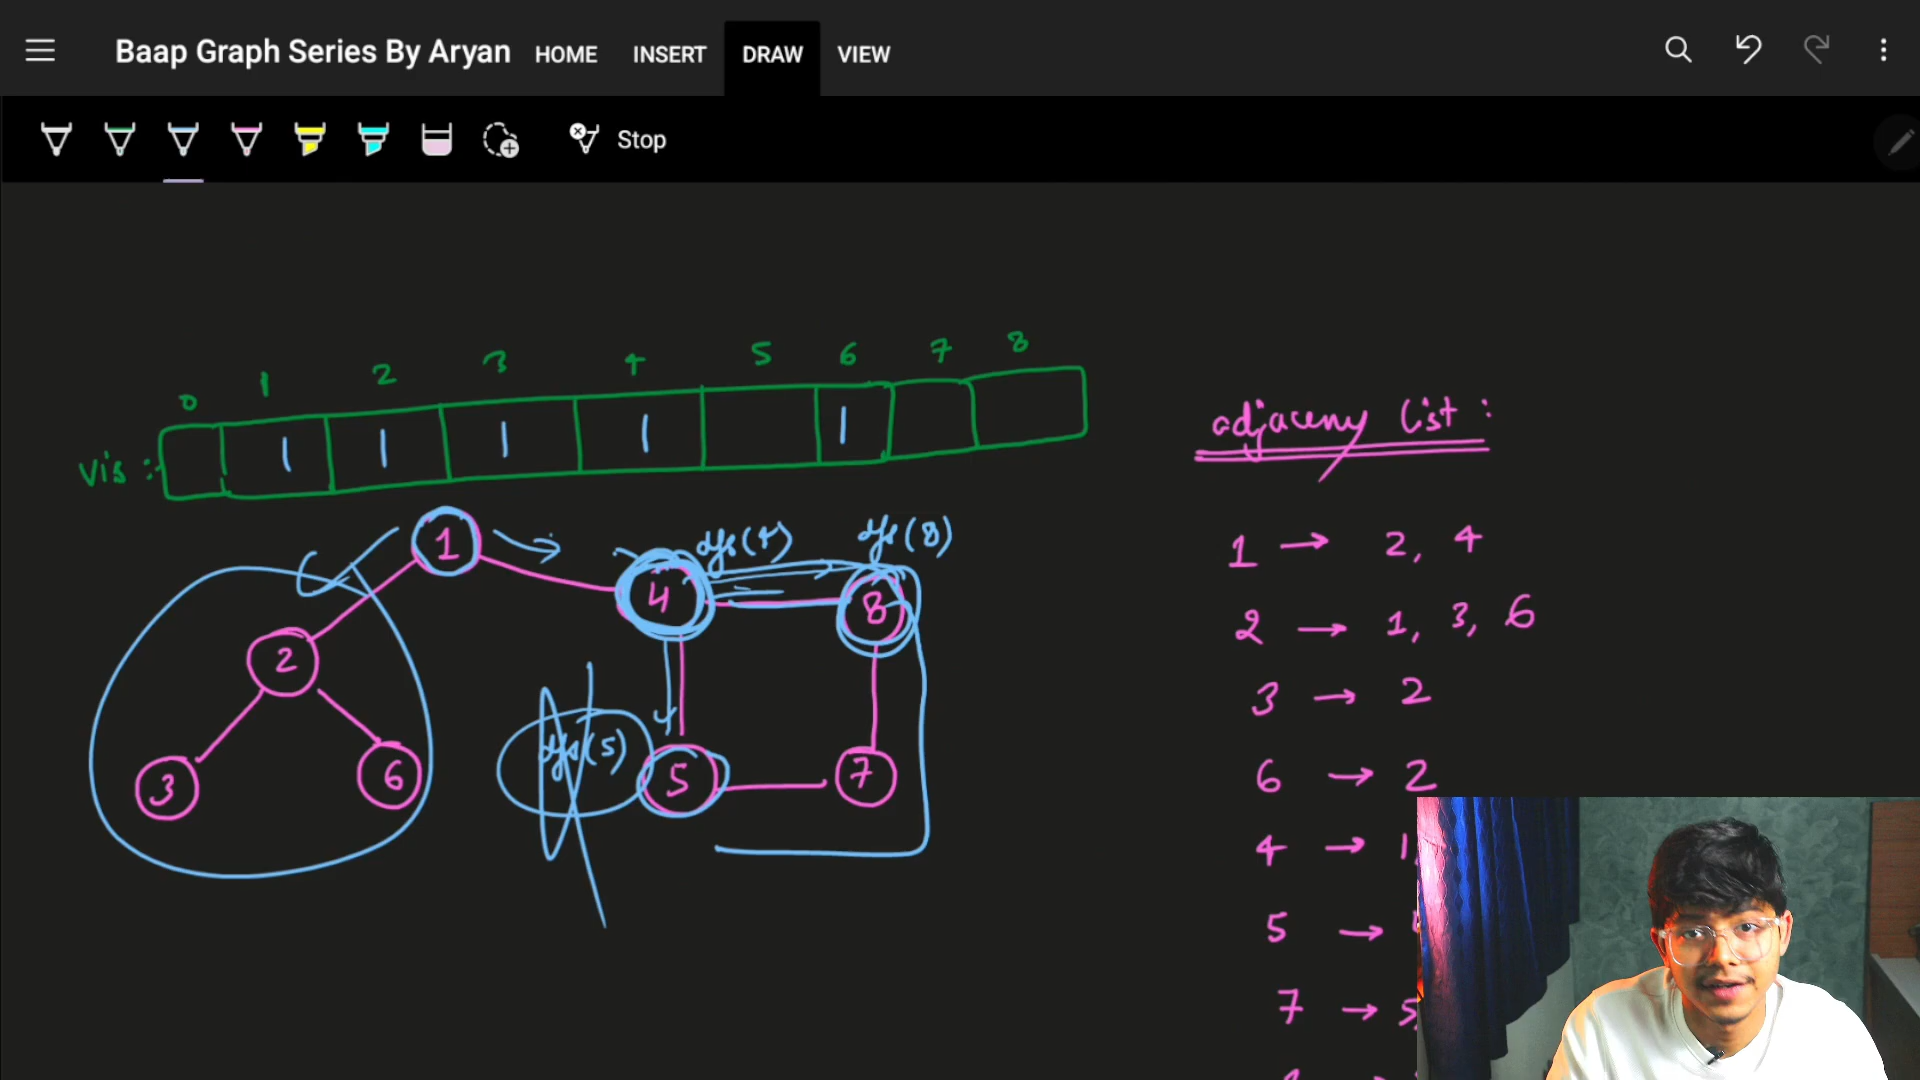 Baap Graph Series By Aryan HOME INSERT DRAW VIEW
Stop
0 1 2 3 4 5 6 7 8
vis : 1 1 1 1 1
adjaceny list :
1 → 2, 4
2 → 1, 3, 6
3 → 2
6 → 2
4 → 1,
5 →
7 → 5,
dfs(4) dfs(8)
1
4 8
2
dfs(5)
3 6 5 7